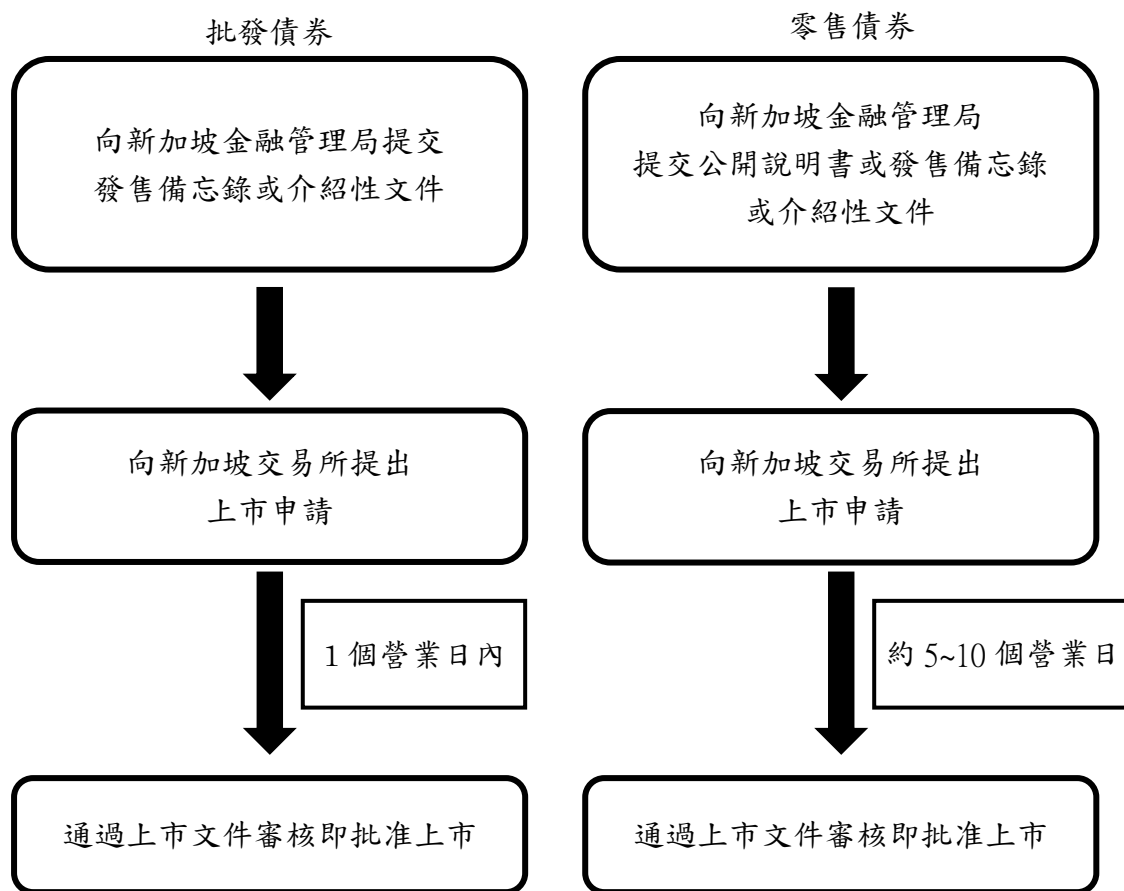 批發債券
向新加坡金融管理局提交
發售備忘錄或介紹性文件
向新加坡交易所提出
上市申請
1 個營業日內
通過上市文件審核即批准上市
零售債券
向新加坡金融管理局
提交公開說明書或發售備忘錄
或介紹性文件
向新加坡交易所提出
上市申請
約 5~10 個營業日
通過上市文件審核即批准上市